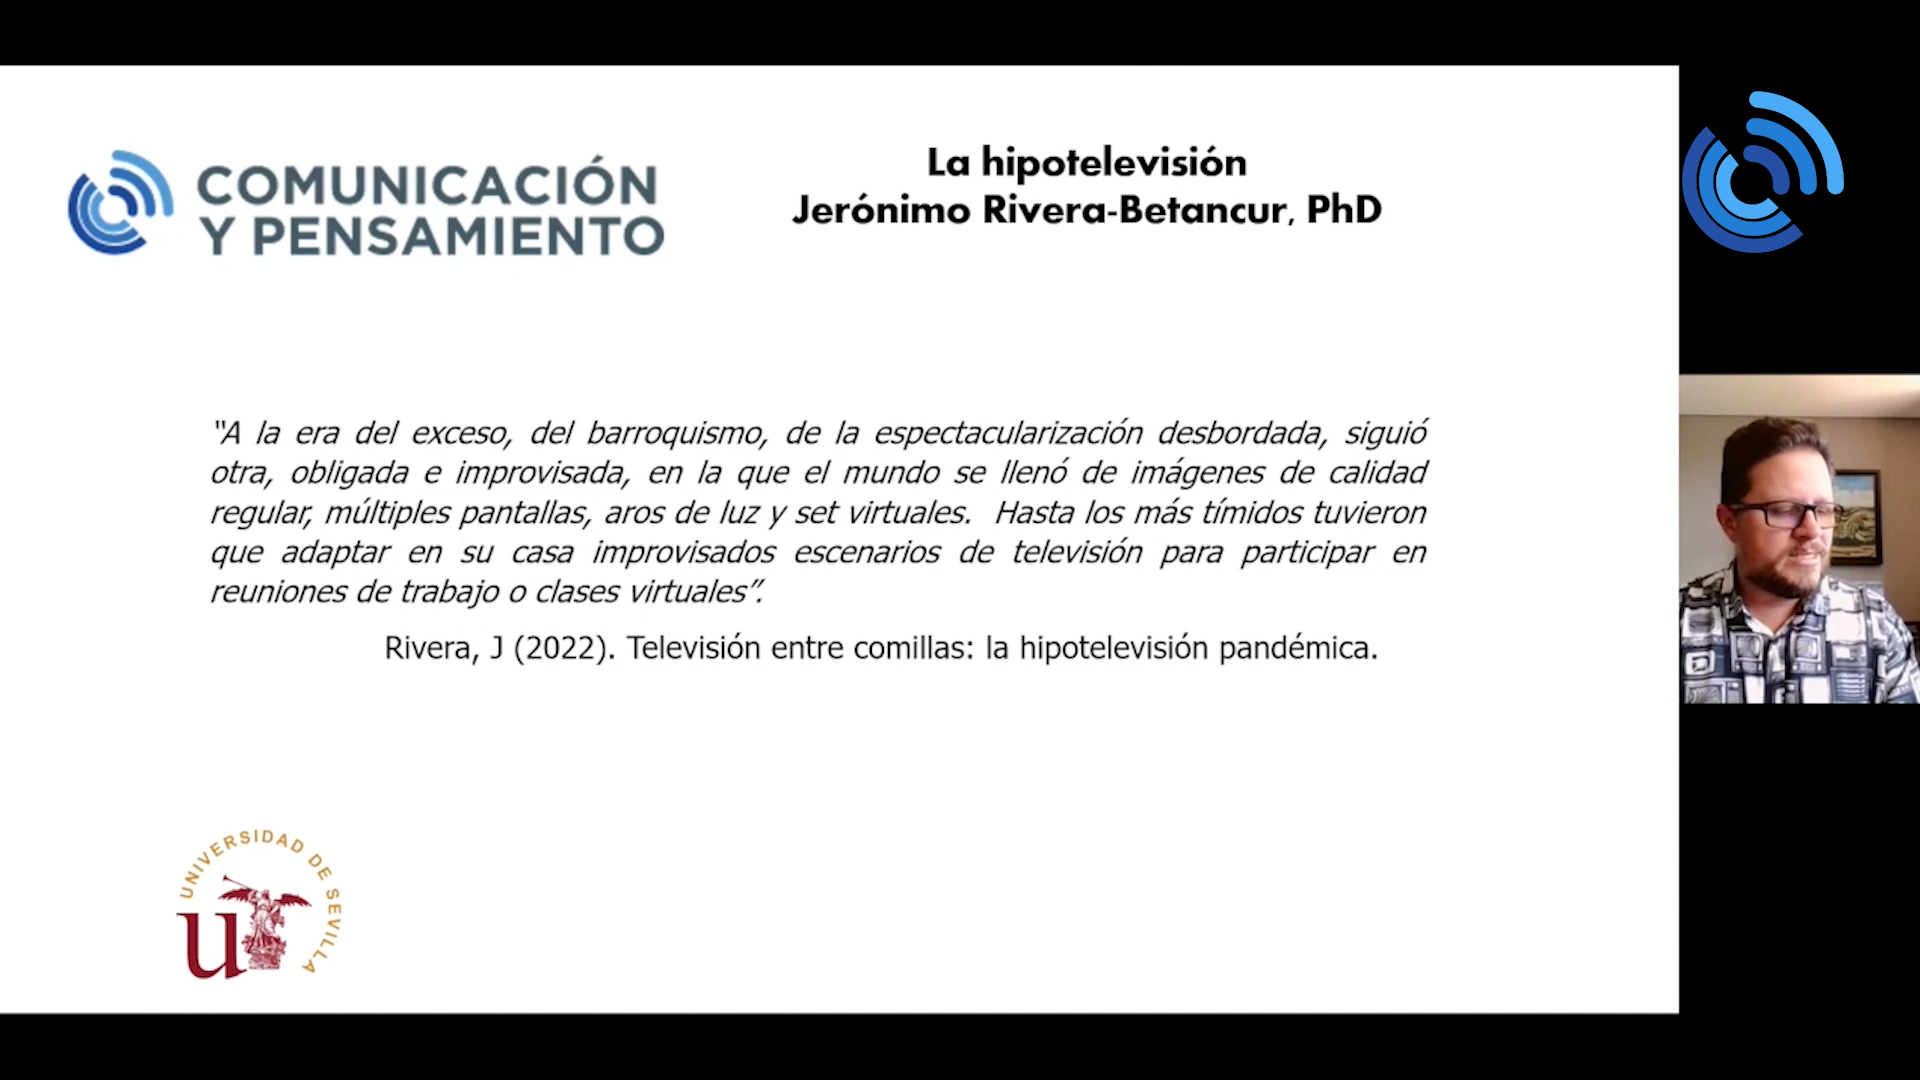 COMUNICACIÓN
Y PENSAMIENTO
La hipotelevisión
Jerónimo Rivera-Betancur, PhD
“A la era del exceso, del barroquismo, de la espectacularización desbordada, siguió
otra, obligada e improvisada, en la que el mundo se llenó de imágenes de calidad
regular, múltiples pantallas, aros de luz y set virtuales.  Hasta los más tímidos tuvieron
que adaptar en su casa improvisados escenarios de televisión para participar en
reuniones de trabajo o clases virtuales”.
Rivera, J (2022). Televisión entre comillas: la hipotelevisión pandémica.
UNIVERSIDAD DE SEVILLA
u